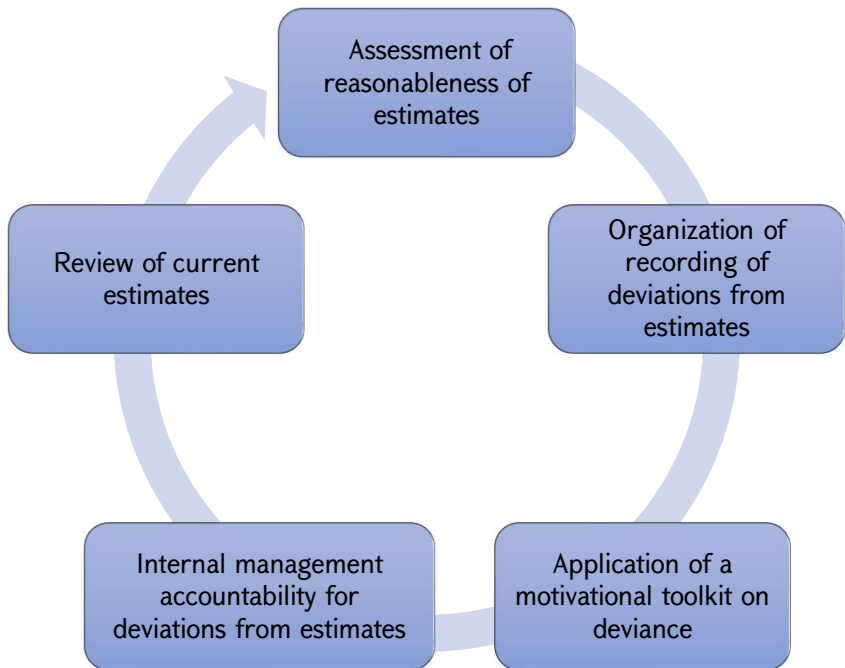 Assessment of
reasonableness of
estimates
Organization of
recording of
deviations from
estimates
Application of a
motivational toolkit on
deviance
Internal management
accountability for
deviations from estimates
Review of current
estimates